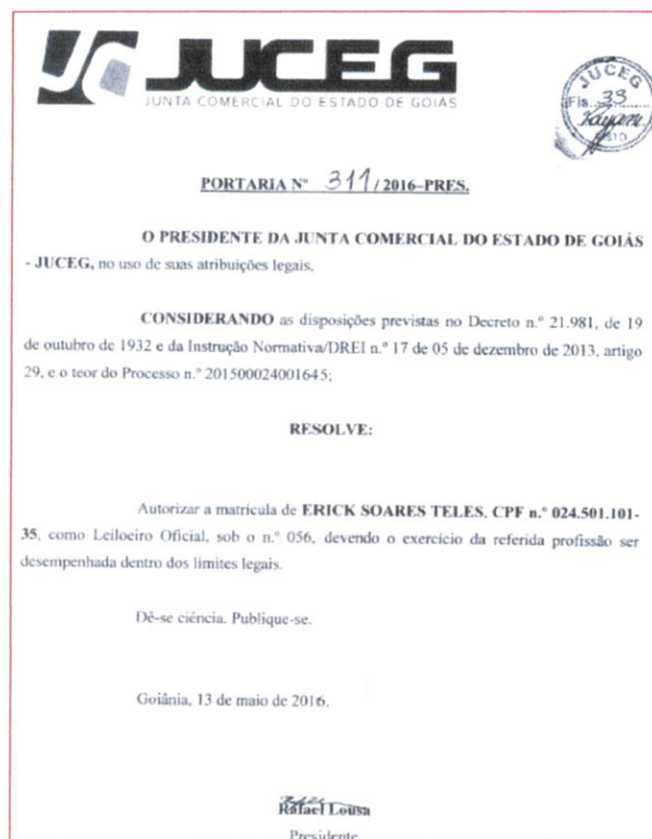 JUCEG
JUNTA COMERCIAL DO ESTADO DE GOIÁS
JUCEG
Fls. 39
PORTARIA Nº 311/2016-PRES.
O PRESIDENTE DA JUNTA COMERCIAL DO ESTADO DE GOIÁS
- JUCEG, no uso de suas atribuições legais,
CONSIDERANDO as disposições previstas no Decreto n.º 21.981, de 19
de outubro de 1932 e da Instrução Normativa/DREI n.º 17 de 05 de dezembro de 2013, artigo
29, e o teor do Processo n.º 201500024001645;
RESOLVE:
Autorizar a matrícula de ERICK SOARES TELES, CPF n.º 024.501.101-
35, como Leiloeiro Oficial, sob o n.º 056, devendo o exercício da referida profissão ser
desempenhada dentro dos limites legais.
Dê-se ciência. Publique-se.
Goiânia, 13 de maio de 2016.
Rafael Lousa
Presidente